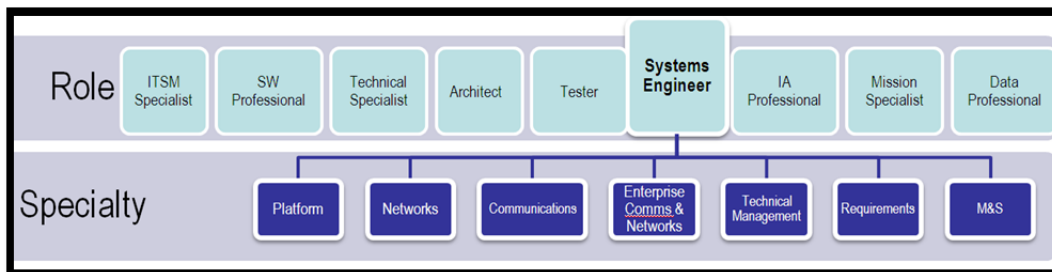 Role
ITSM
Specialist
SW
Professional
Technical
Specialist
Architect
Tester
Systems
Engineer
IA
Professional
Mission
Specialist
Data
Professional
Specialty
Platform
Networks
Communications
Enterprise
Comms &
Networks
Technical
Management
Requirements
M&S